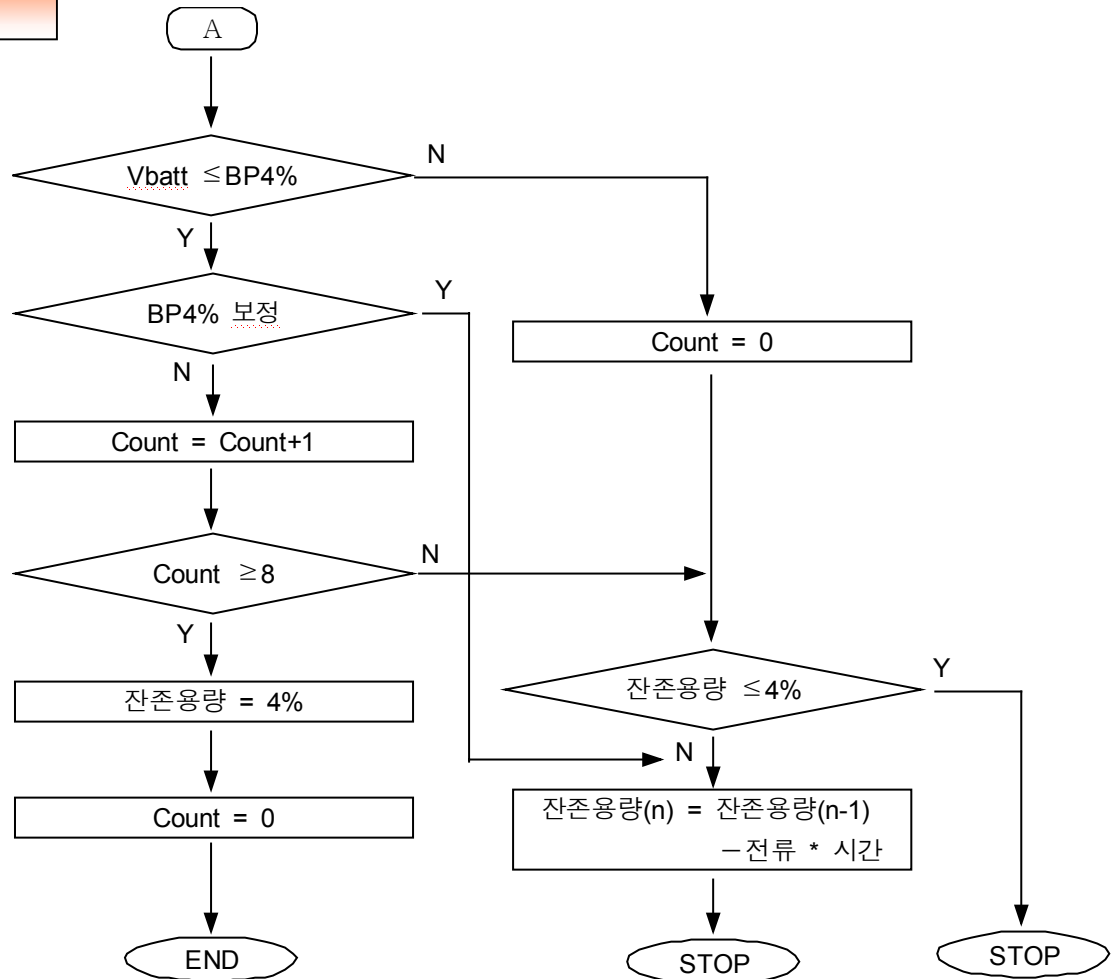 A
Vbatt ≤BP4%
N
Y
BP4% 보정
Y
N
Count = 0
Count = Count+1
Count ≥8
N
Y
잔존용량 = 4%
잔존용량 ≤4%
Y
N
Count = 0
잔존용량(n) = 잔존용량(n-1)
－전류 * 시간
END
STOP
STOP